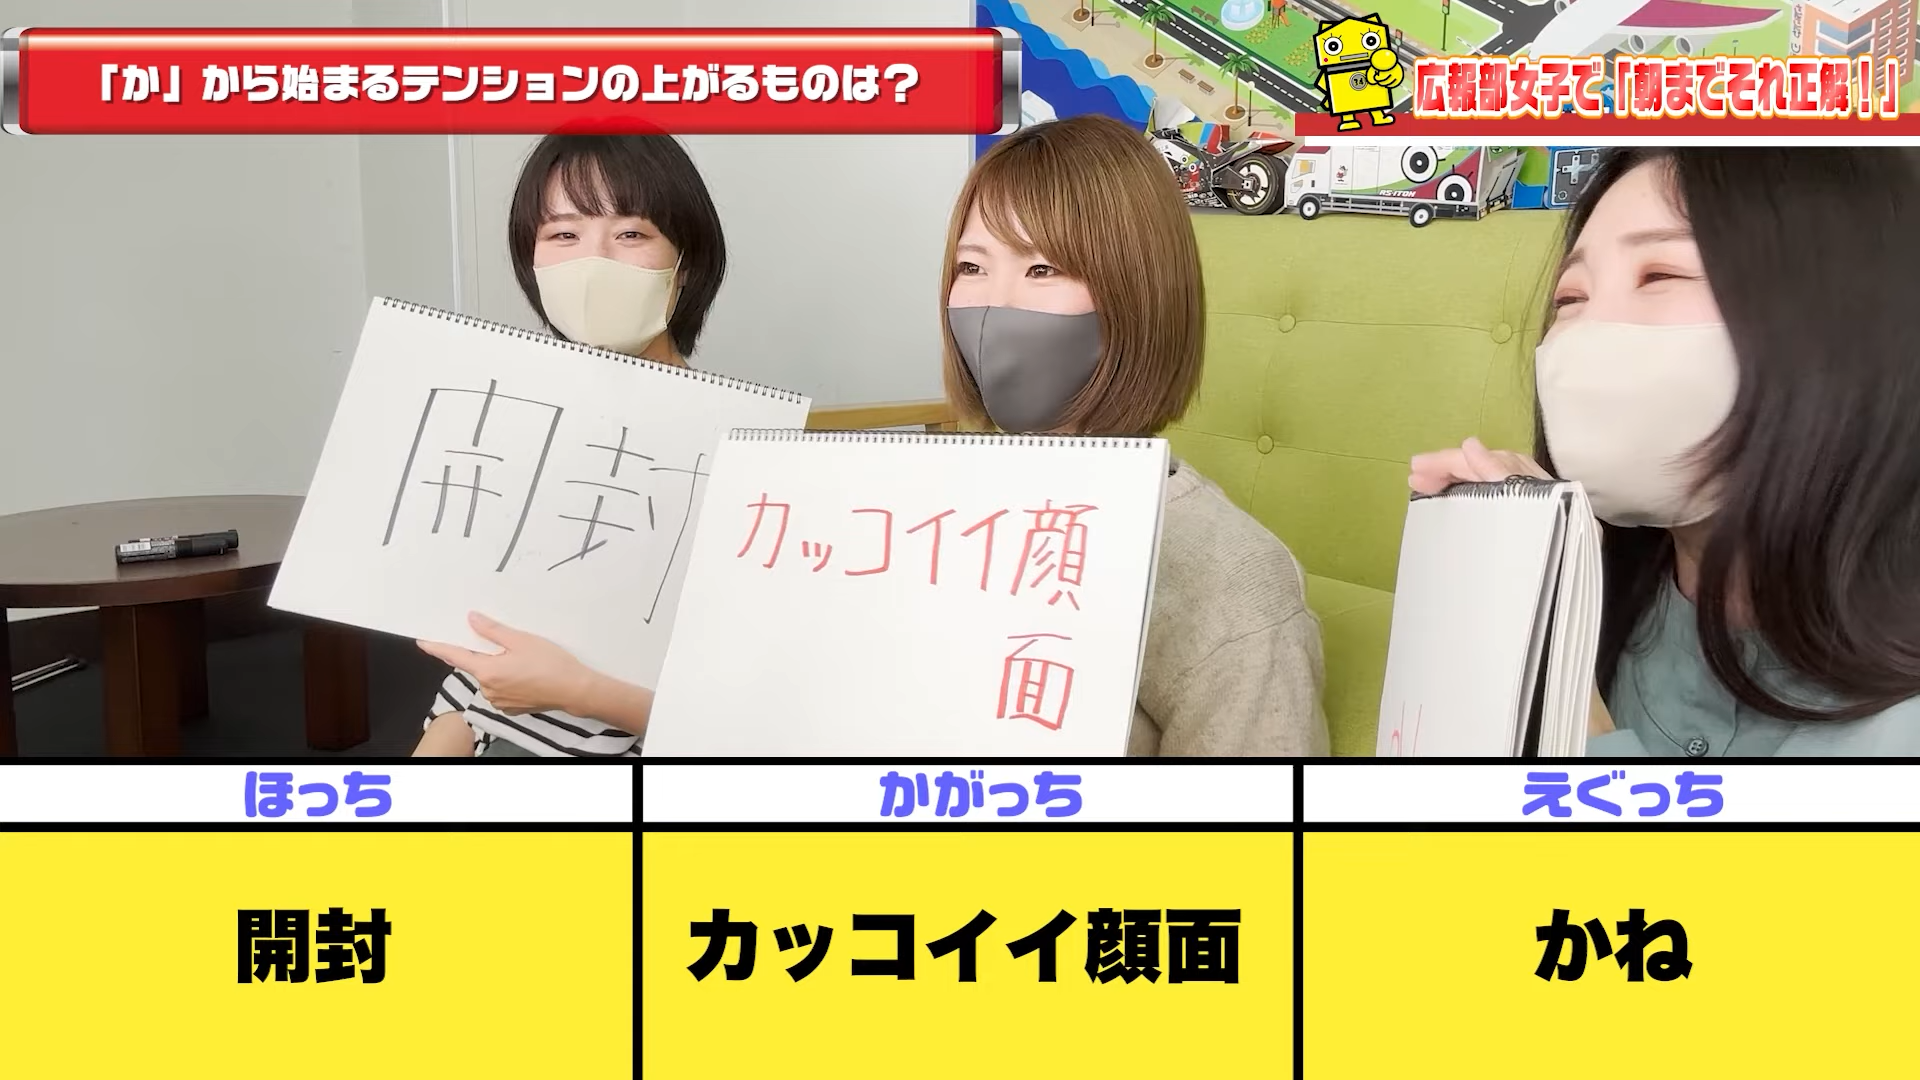 「か」から始まるテンションの上がるものは？
広報部女子で「朝までそれ正解！」
RS-ITOH
開封
カッコイイ顔
面
ほっち
かがっち
えぐっち
開封
カッコイイ顔面
かね